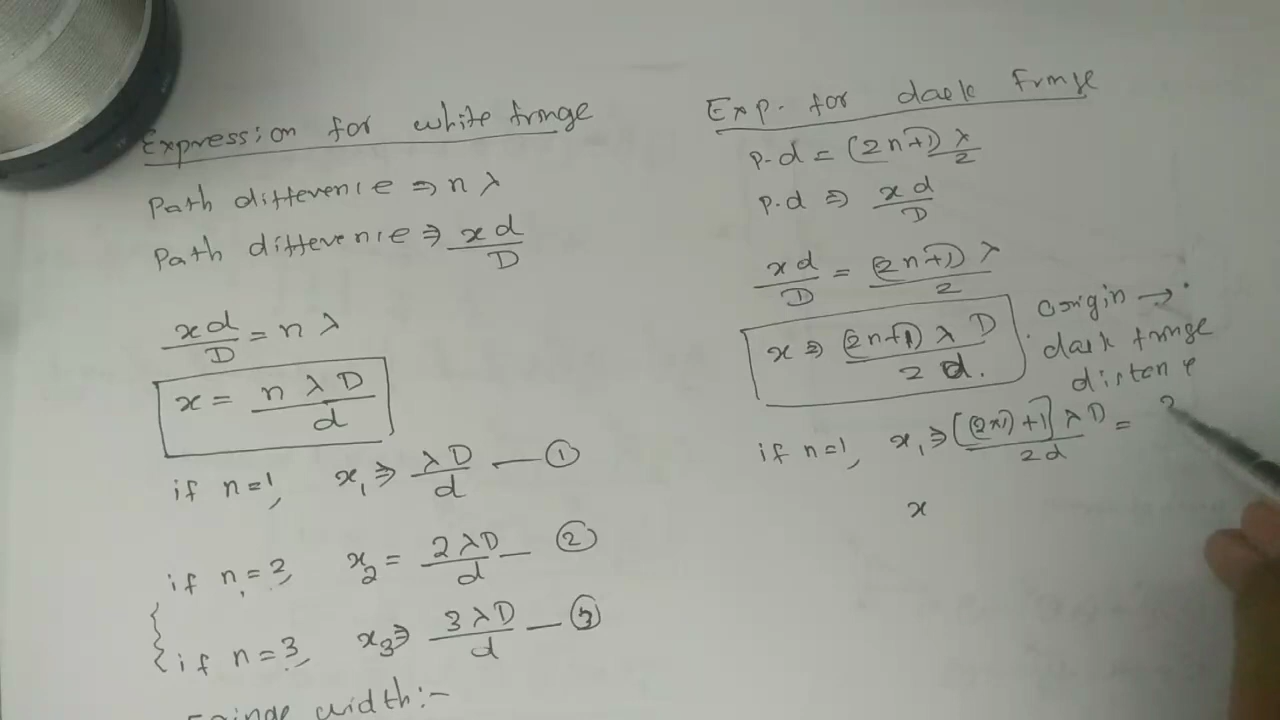 Expression for white fringe
Path difference ⇒ nλ
Path difference ⇒ xd/D
xd/D = nλ
x = nλD/d
if n=1, x₁ ⇒ λD/d — ①
if n=2, x₂ = 2λD/d — ②
if n=3, x₃ ⇒ 3λD/d — ③
Fringe width:-
Exp. for dark fringe
p.d = (2n+1) λ/2
p.d ⇒ xd/D
xd/D = (2n+1)λ/2
x ⇒ (2n+1)λD/2d.
origin →
dark fringe
distance
if n=1, x₁ ⇒ [(2×1)+1]λD/2d =
x